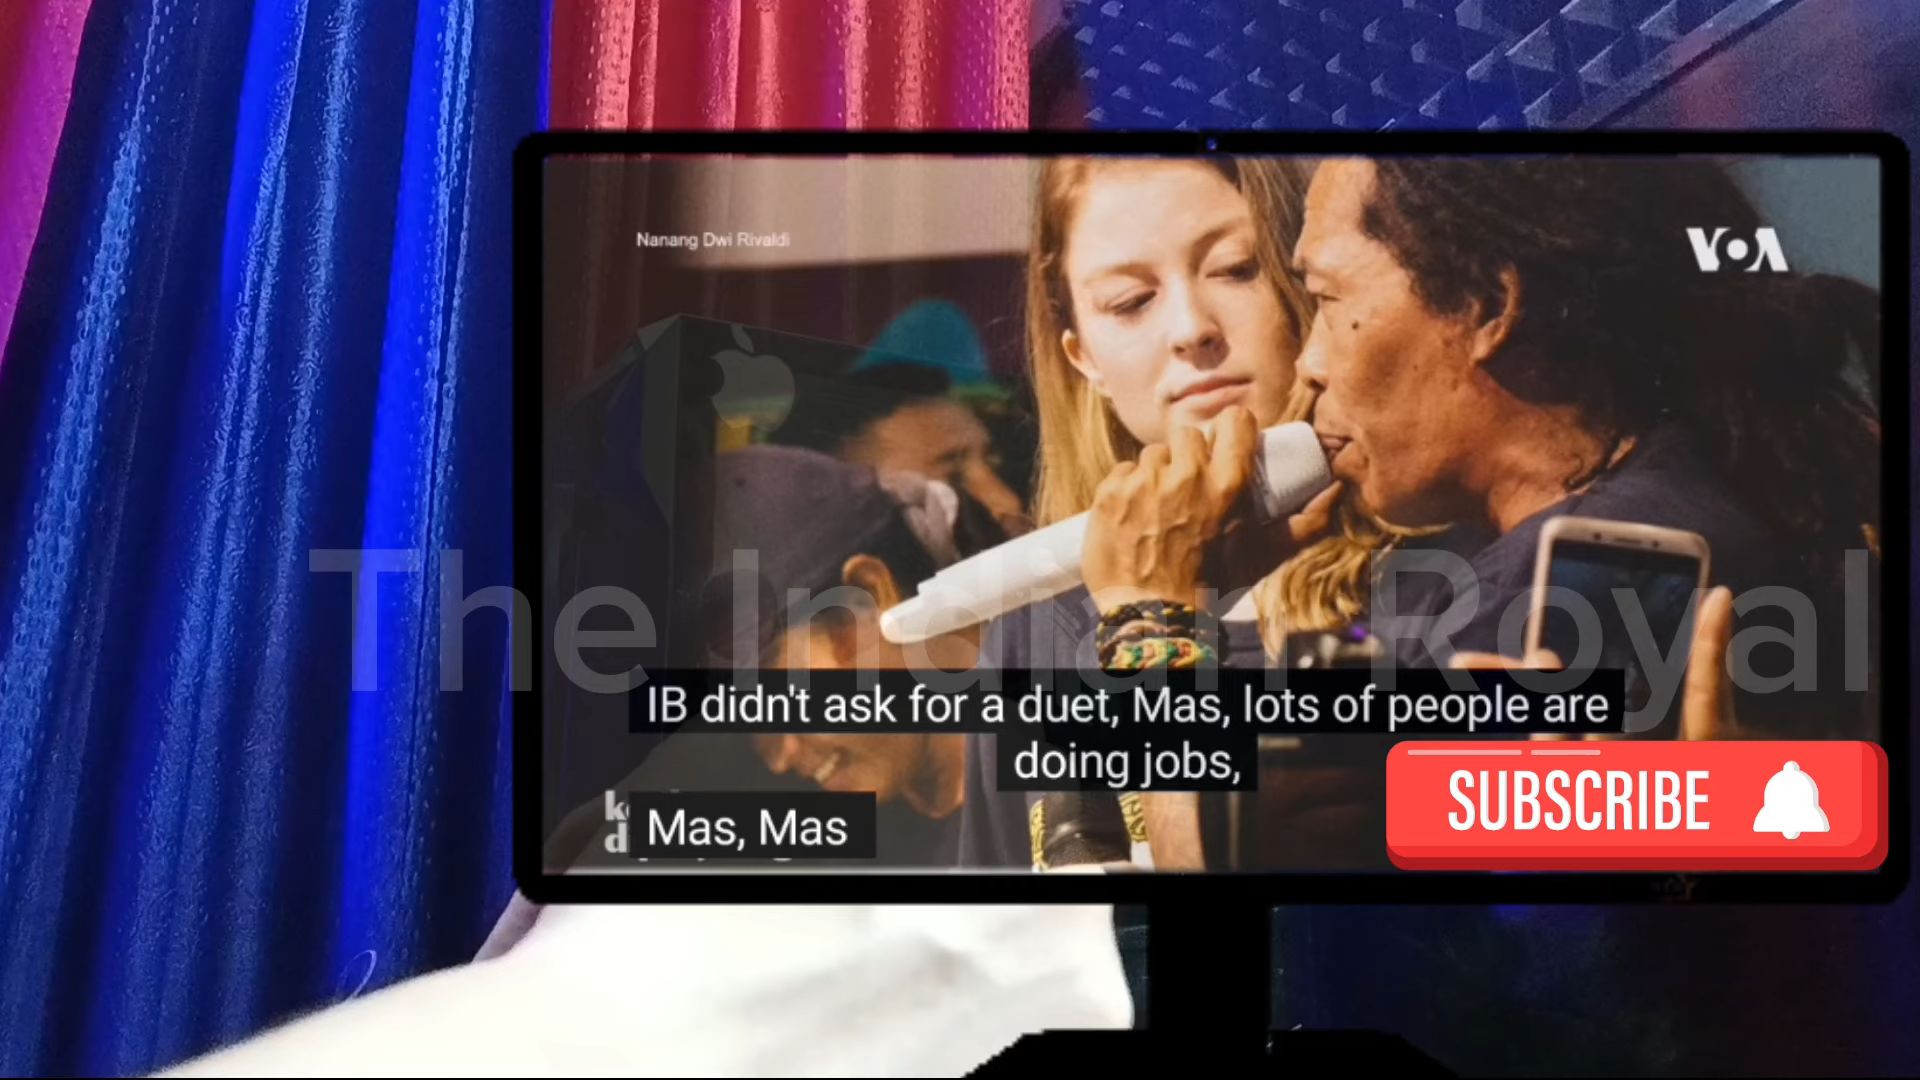 Nanang Dwi Rivaldi
VOA
The Indian Royal
IB didn't ask for a duet, Mas, lots of people are
doing jobs,
SUBSCRIBE
Mas, Mas